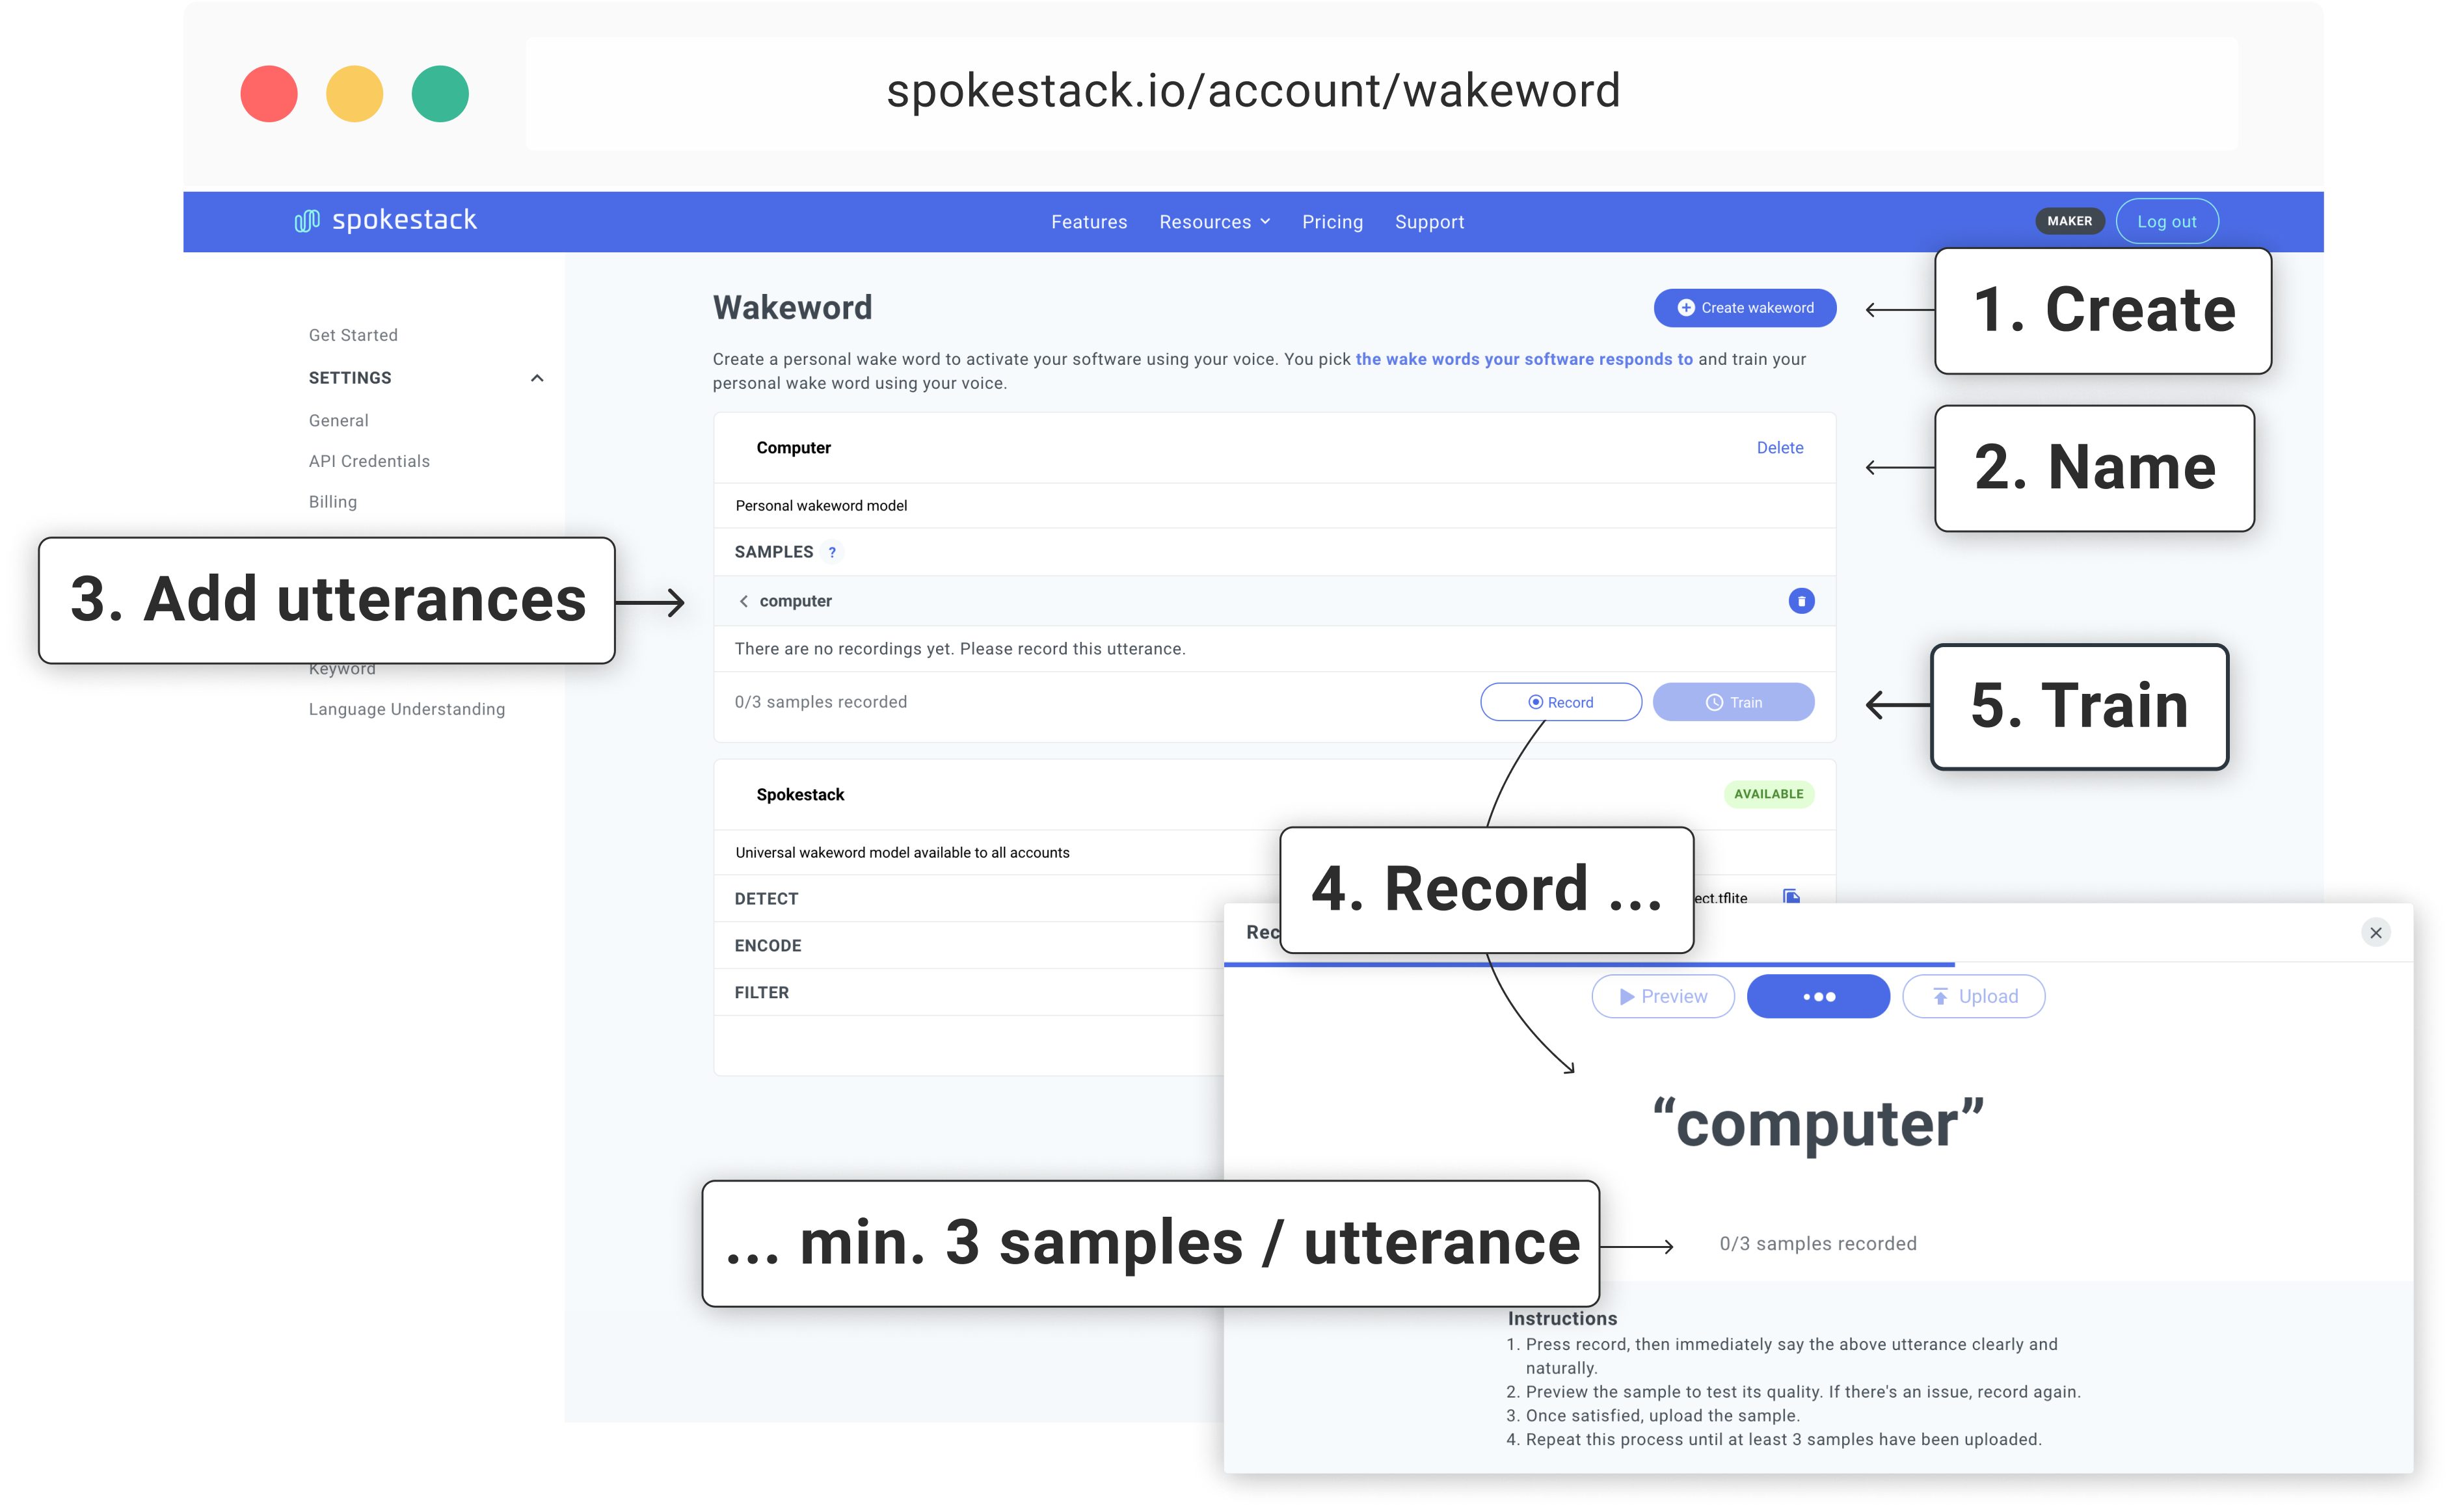 spokestack.io/account/wakeword
spokestack
Features
Resources
Pricing
Support
MAKER
Log out
1. Create
Wakeword
Create wakeword
Get Started
Create a personal wake word to activate your software using your voice. You pick the wake words your software responds to and train your
personal wake word using your voice.
SETTINGS
General
API Credentials
Billing
Computer
Delete
2. Name
Personal wakeword model
SAMPLES ?
3. Add utterances
computer
There are no recordings yet. Please record this utterance.
Keyword
Language Understanding
0/3 samples recorded
Record
Train
5. Train
Spokestack
AVAILABLE
Universal wakeword model available to all accounts
4. Record ...
DETECT
ect.tflite
Rec
ENCODE
FILTER
Preview
Upload
“computer”
... min. 3 samples / utterance
0/3 samples recorded
Instructions
1. Press record, then immediately say the above utterance clearly and
naturally.
2. Preview the sample to test its quality. If there's an issue, record again.
3. Once satisfied, upload the sample.
4. Repeat this process until at least 3 samples have been uploaded.